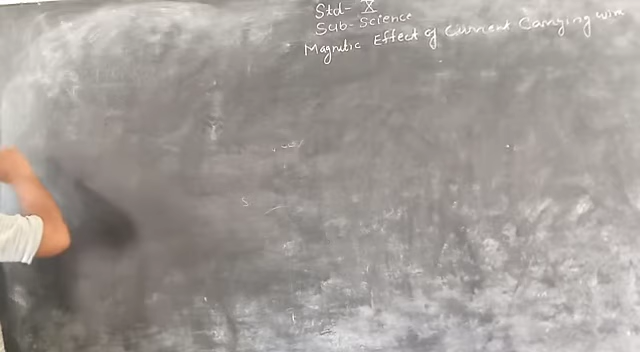 Std- X
Sub- Science
Magnetic Effect of Current Carrying wire